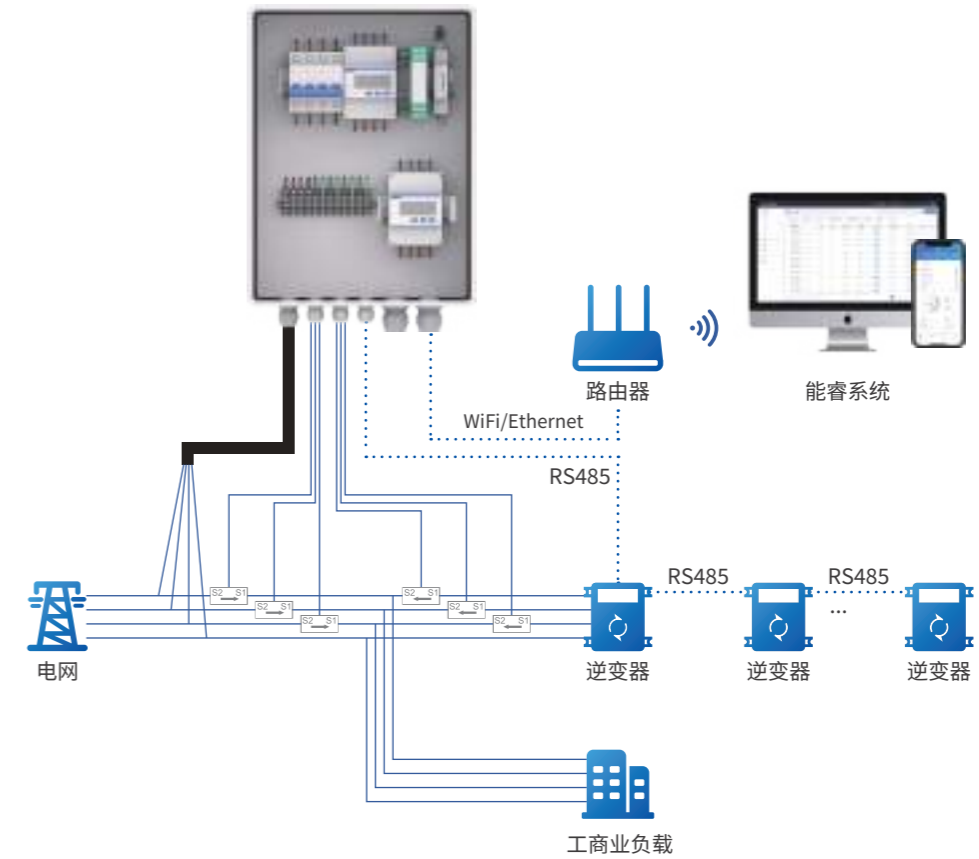 路由器
能睿系统
WiFi/Ethernet
RS485
RS485
RS485
S2 S1
S2 S1
S2 S1
S2 S1
S2 S1
S2 S1
...
电网
逆变器
逆变器
逆变器
工商业负载